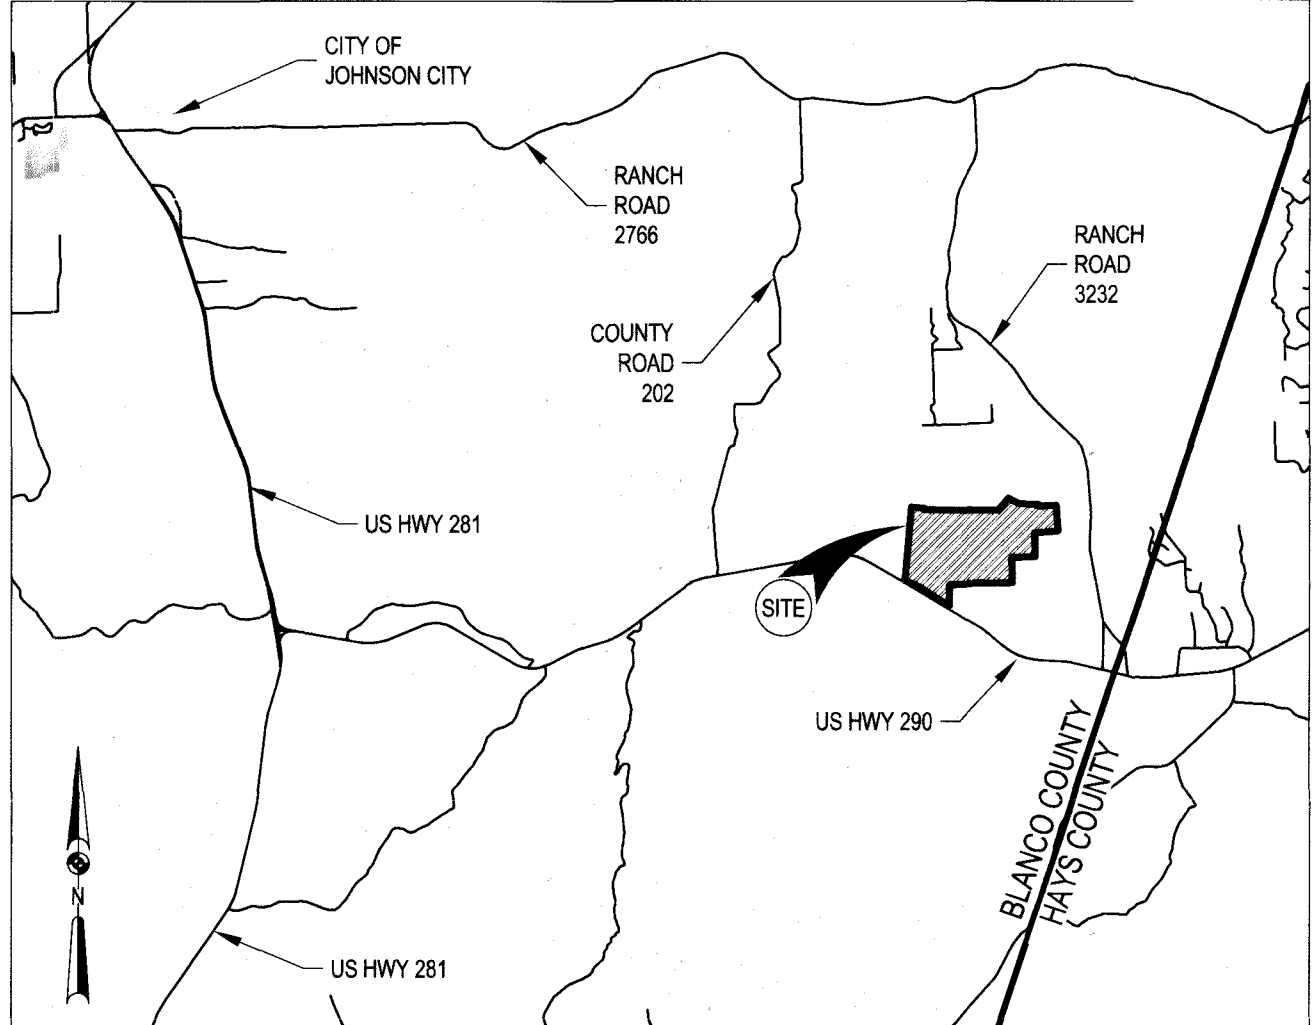 CITY OF
JOHNSON CITY
RANCH
ROAD
2766
RANCH
ROAD
3232
COUNTY
ROAD
202
US HWY 281
SITE
US HWY 290
BLANCO COUNTY
HAYS COUNTY
N
US HWY 281